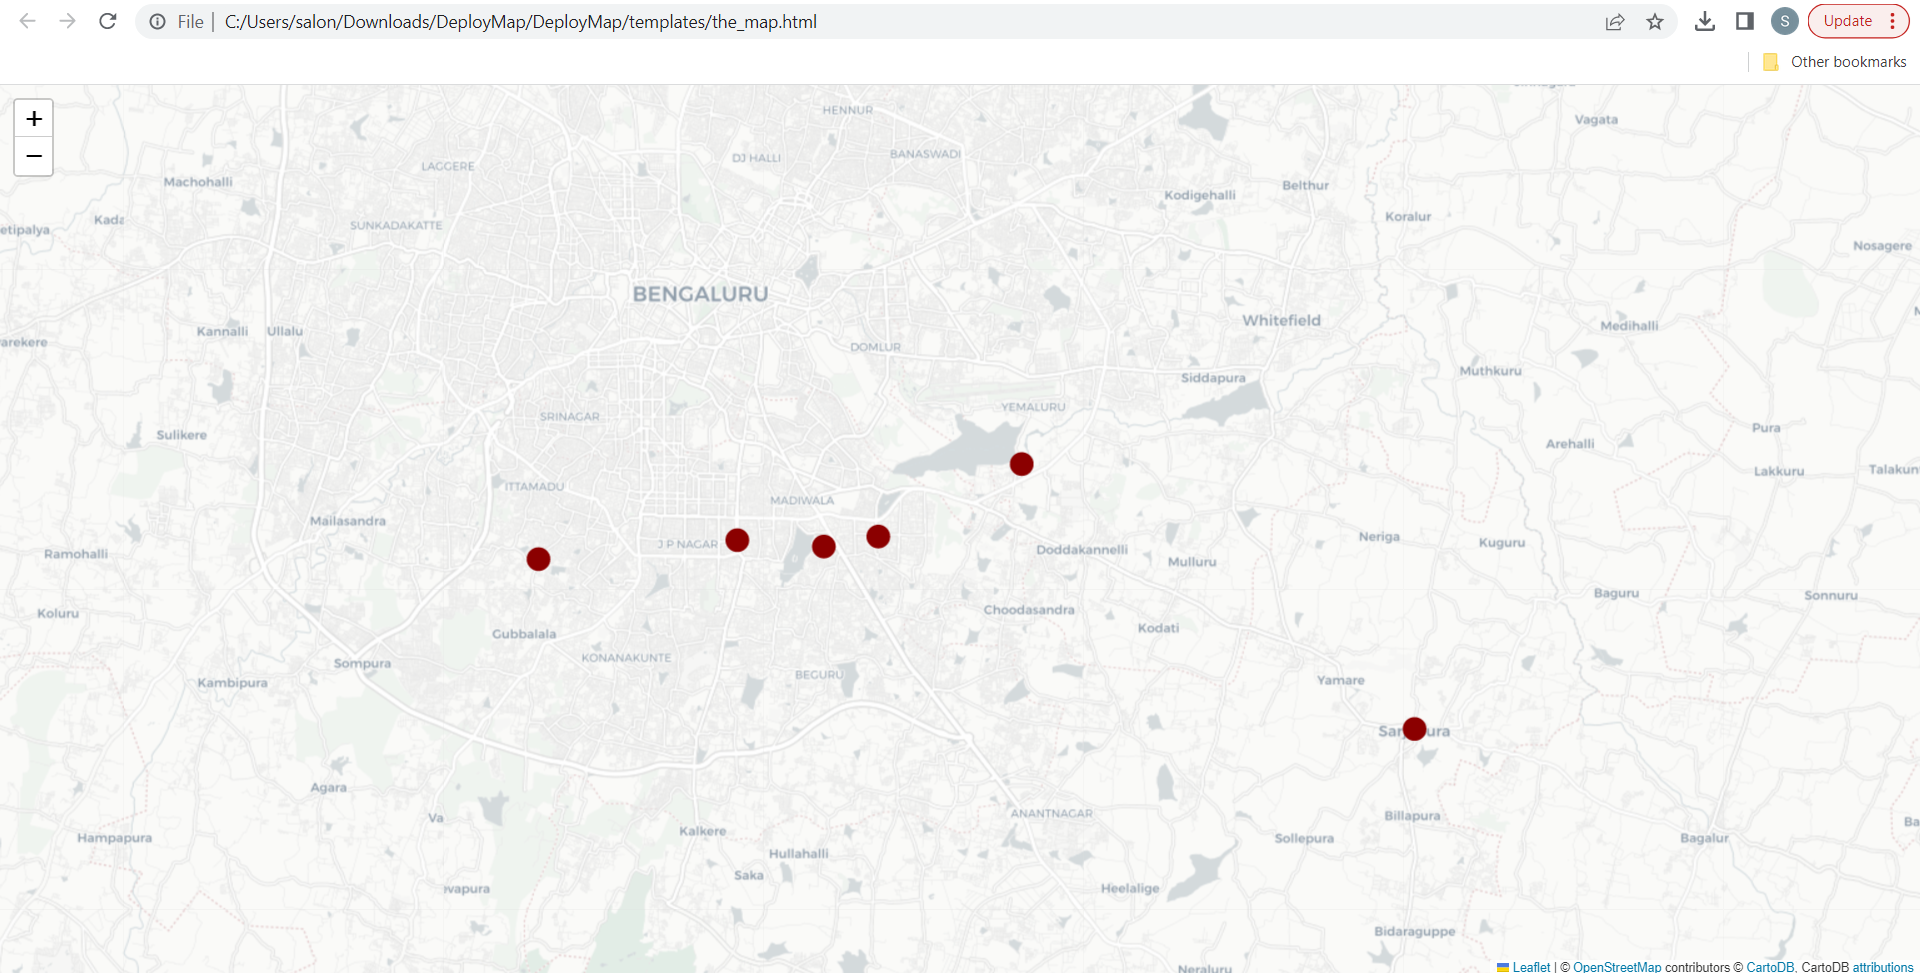 File | C:/Users/salon/Downloads/DeployMap/DeployMap/templates/the_map.html
S
Update
Other bookmarks
+
−
HENNUR
Vagata
DJ HALLI
BANASWADI
LAGGERE
Machohalli
Kodigehalli
Belthur
Kada
SUNKADAKATTE
Koralur
etipalya
Nosagere
BENGALURU
Whitefield
Kannalli
Ullalu
Medihalli
arekere
DOMLUR
Muthkuru
Siddapura
YEMALURU
SRINAGAR
Sulikere
Pura
Arehalli
Lakkuru
Talakun
ITTAMADU
MADIWALA
Mailasandra
Ramohalli
J P NAGAR
Neriga
Kuguru
Doddakannelli
Mulluru
Baguru
Sonnuru
Koluru
Choodasandra
Kodati
Gubbalala
KONANAKUNTE
Sompura
BEGURU
Kambipura
Yamare
Sar ura
Agara
Va
ANANTNAGAR
Billapura
Ba
Kalkere
Hampapura
Sollepura
Bagalur
Hullahalli
Saka
vapura
Heelalige
Bidaraguppe
Neraluru
Leaflet | © OpenStreetMap contributors © CartoDB, CartoDB attributions